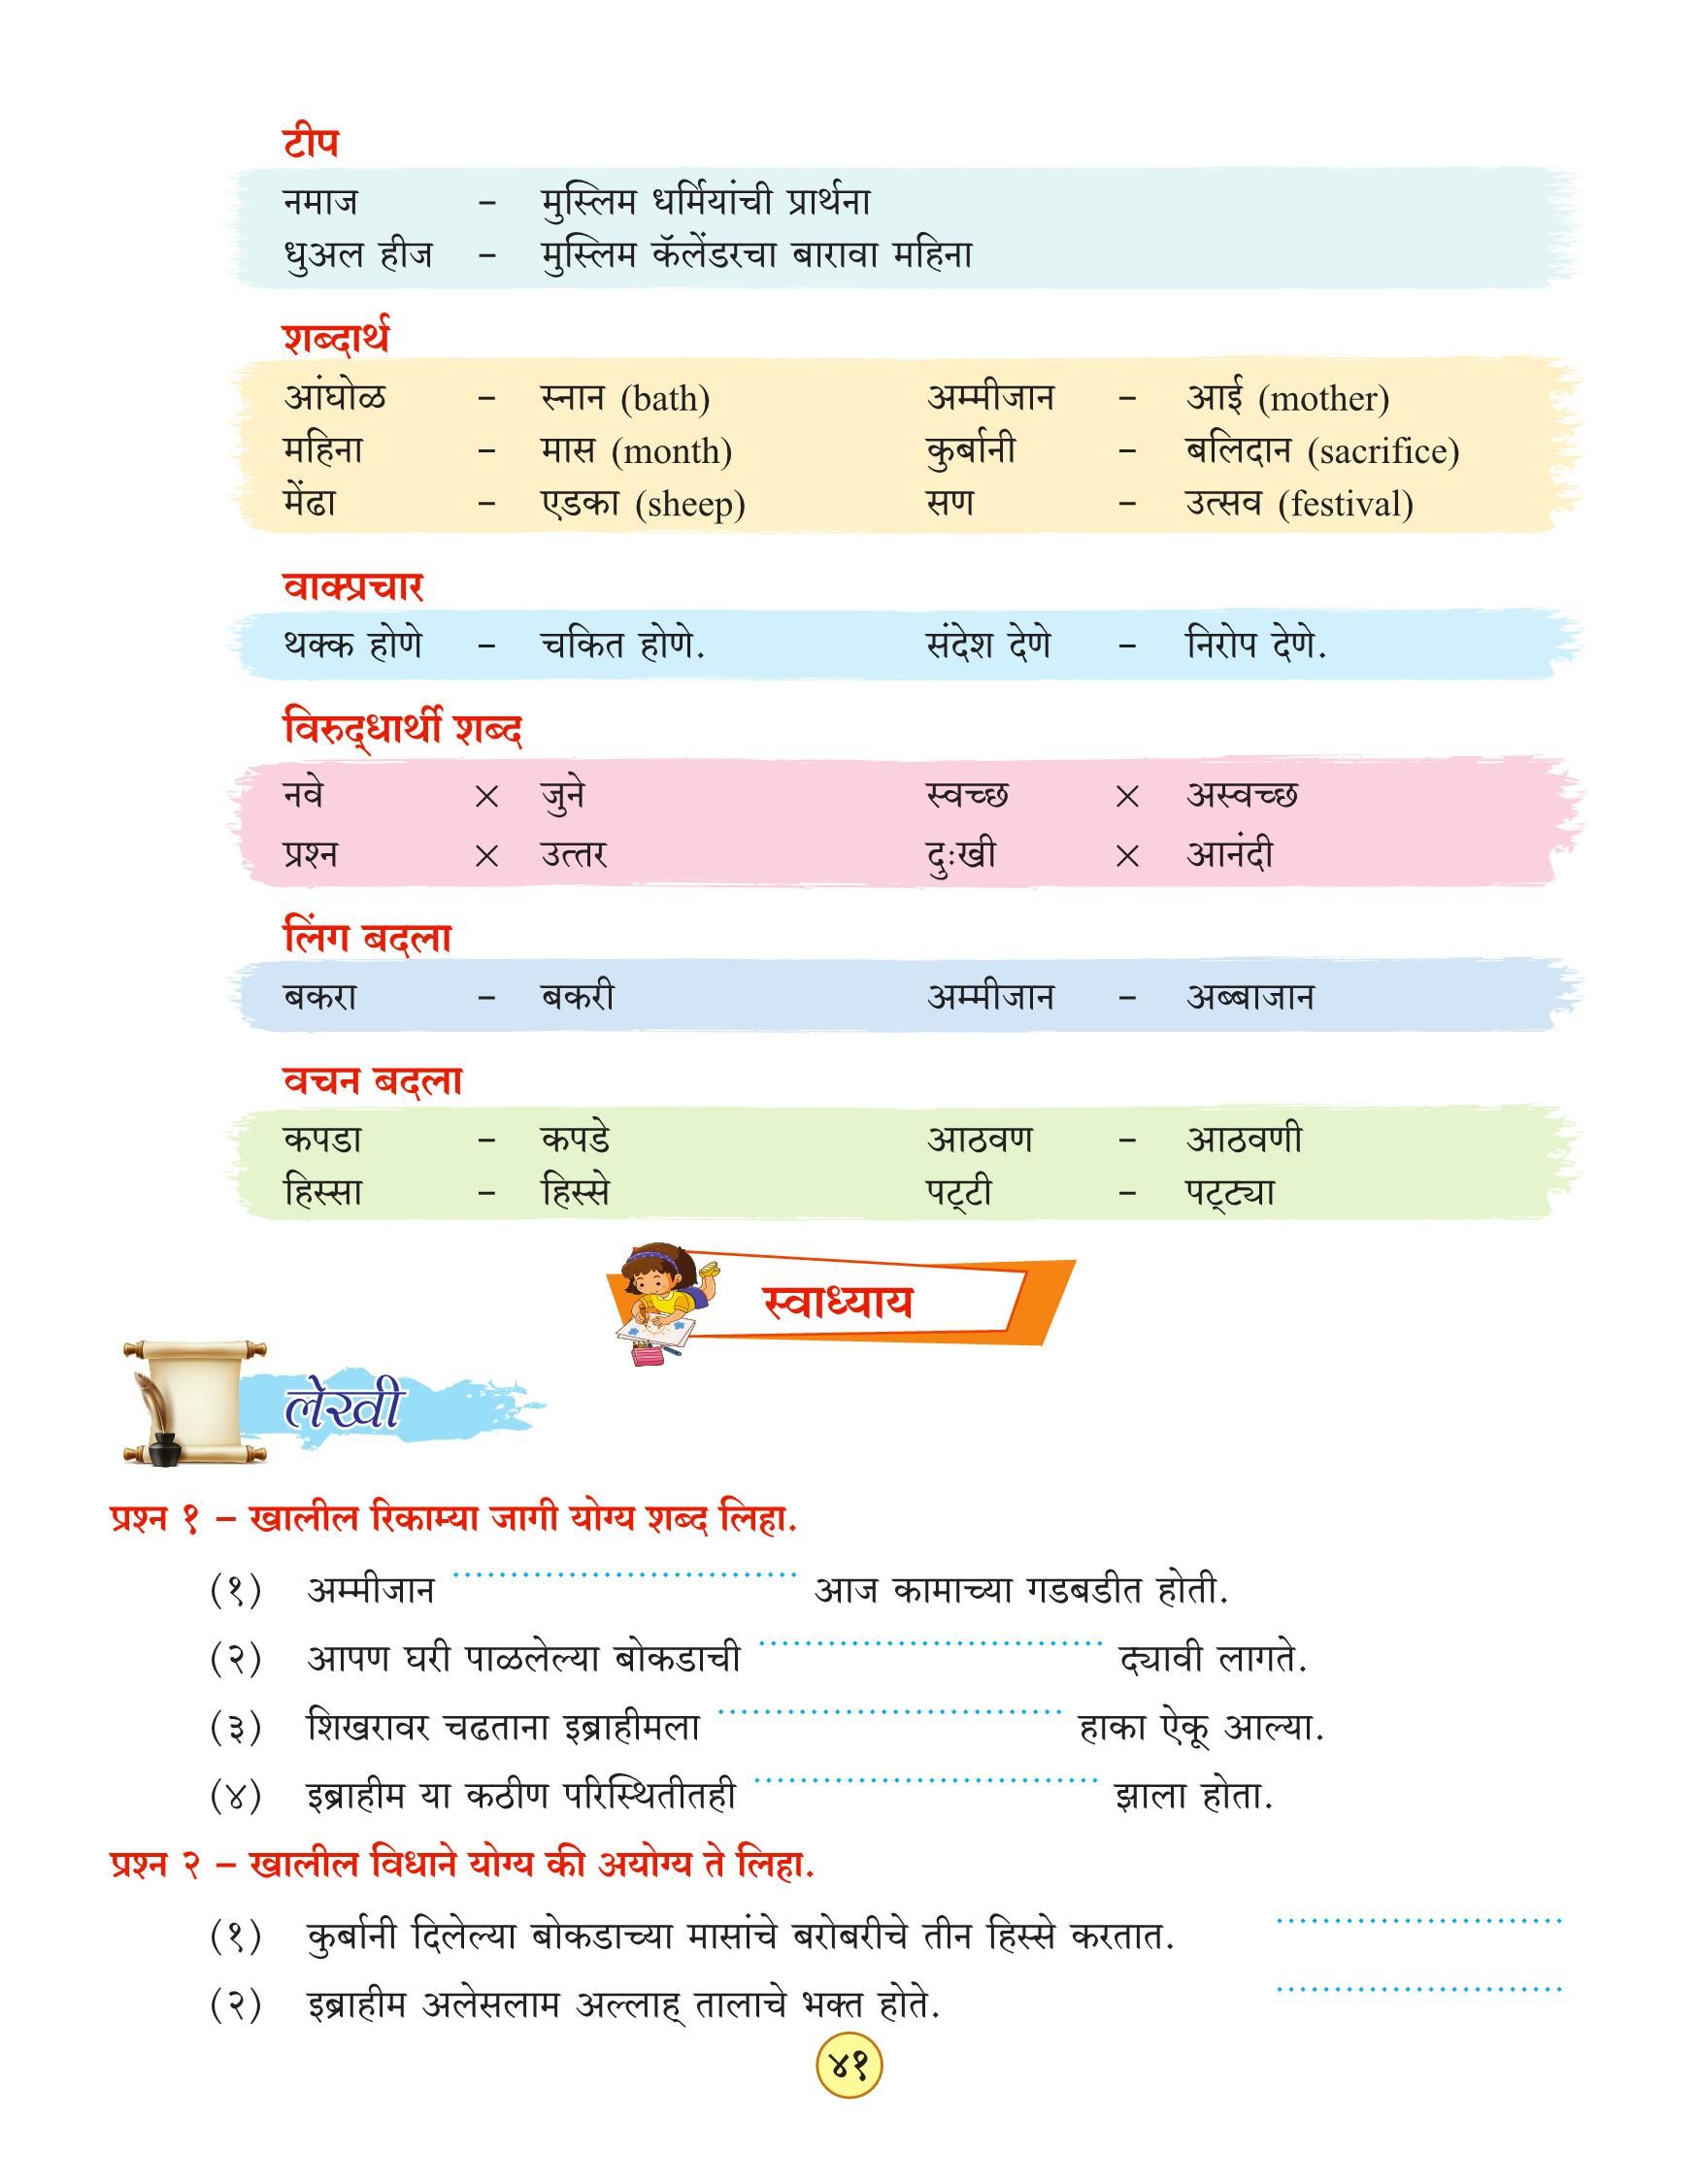 टीप
नमाज – मुस्लिम धर्मियांची प्रार्थना
धुअल हीज – मुस्लिम कॅलेंडरचा बारावा महिना
शब्दार्थ
आंघोळ – स्नान (bath) अम्मीजान – आई (mother)
महिना – मास (month) कुर्बानी – बलिदान (sacrifice)
मेंढा – एडका (sheep) सण – उत्सव (festival)
वाक्प्रचार
थक्क होणे – चकित होणे. संदेश देणे – निरोप देणे.
विरुद्धार्थी शब्द
नवे × जुने स्वच्छ × अस्वच्छ
प्रश्न × उत्तर दुःखी × आनंदी
लिंग बदला
बकरा – बकरी अम्मीजान – अब्बाजान
वचन बदला
कपडा – कपडे आठवण – आठवणी
हिस्सा – हिस्से पट्टी – पट्ट्या
स्वाध्याय
लेखी
प्रश्न १ – खालील रिकाम्या जागी योग्य शब्द लिहा.
(१) अम्मीजान .............................. आज कामाच्या गडबडीत होती.
(२) आपण घरी पाळलेल्या बोकडाची .............................. द्यावी लागते.
(३) शिखरावर चढताना इब्राहीमला .............................. हाका ऐकू आल्या.
(४) इब्राहीम या कठीण परिस्थितीतही .............................. झाला होता.
प्रश्न २ – खालील विधाने योग्य की अयोग्य ते लिहा.
(१) कुर्बानी दिलेल्या बोकडाच्या मासांचे बरोबरीचे तीन हिस्से करतात. .........................
(२) इब्राहीम अलेसलाम अल्लाह् तालाचे भक्त होते. .........................
४१